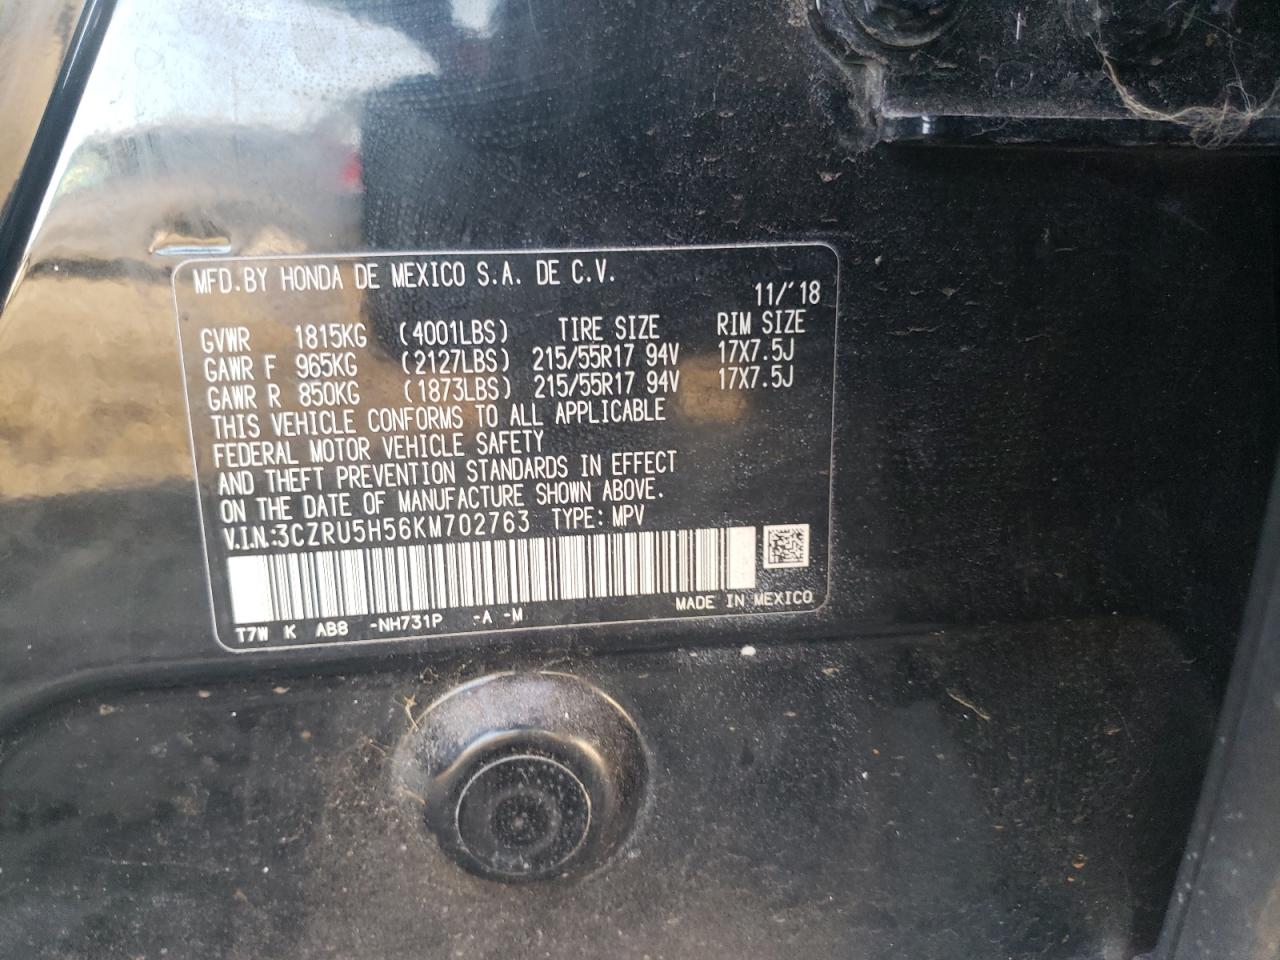 MFD.BY HONDA DE MEXICO S.A. DE C.V.
11/'18
GVWR 1815KG (4001LBS) TIRE SIZE RIM SIZE
GAWR F 965KG (2127LBS) 215/55R17 94V 17X7.5J
GAWR R 850KG (1873LBS) 215/55R17 94V 17X7.5J
THIS VEHICLE CONFORMS TO ALL APPLICABLE
FEDERAL MOTOR VEHICLE SAFETY
AND THEFT PREVENTION STANDARDS IN EFFECT
ON THE DATE OF MANUFACTURE SHOWN ABOVE.
V.I.N:3CZRU5H56KM702763 TYPE: MPV
MADE IN MEXICO
T7W K AB8 -NH731P -A -M